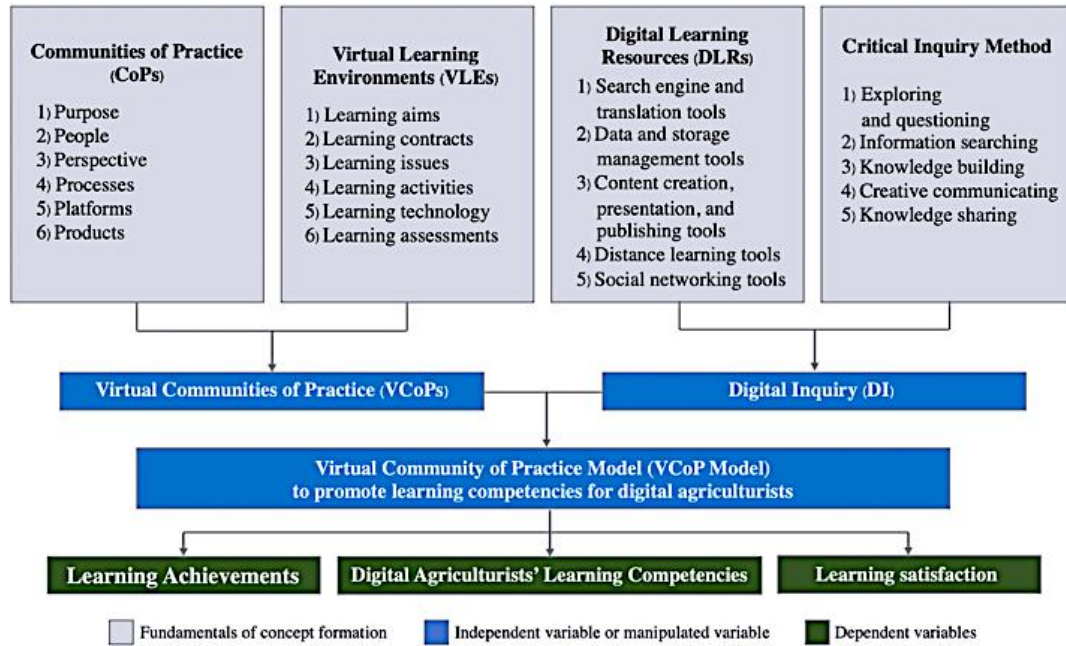 Communities of Practice
(CoPs)
1) Purpose
2) People
3) Perspective
4) Processes
5) Platforms
6) Products
Virtual Learning
Environments (VLEs)
1) Learning aims
2) Learning contracts
3) Learning issues
4) Learning activities
5) Learning technology
6) Learning assessments
Digital Learning
Resources (DLRs)
1) Search engine and
translation tools
2) Data and storage
management tools
3) Content creation,
presentation, and
publishing tools
4) Distance learning tools
5) Social networking tools
Critical Inquiry Method
1) Exploring
and questioning
2) Information searching
3) Knowledge building
4) Creative communicating
5) Knowledge sharing
Virtual Communities of Practice (VCoPs)
Digital Inquiry (DI)
Virtual Community of Practice Model (VCoP Model)
to promote learning competencies for digital agriculturists
Learning Achievements
Digital Agriculturists' Learning Competencies
Learning satisfaction
Fundamentals of concept formation
Independent variable or manipulated variable
Dependent variables